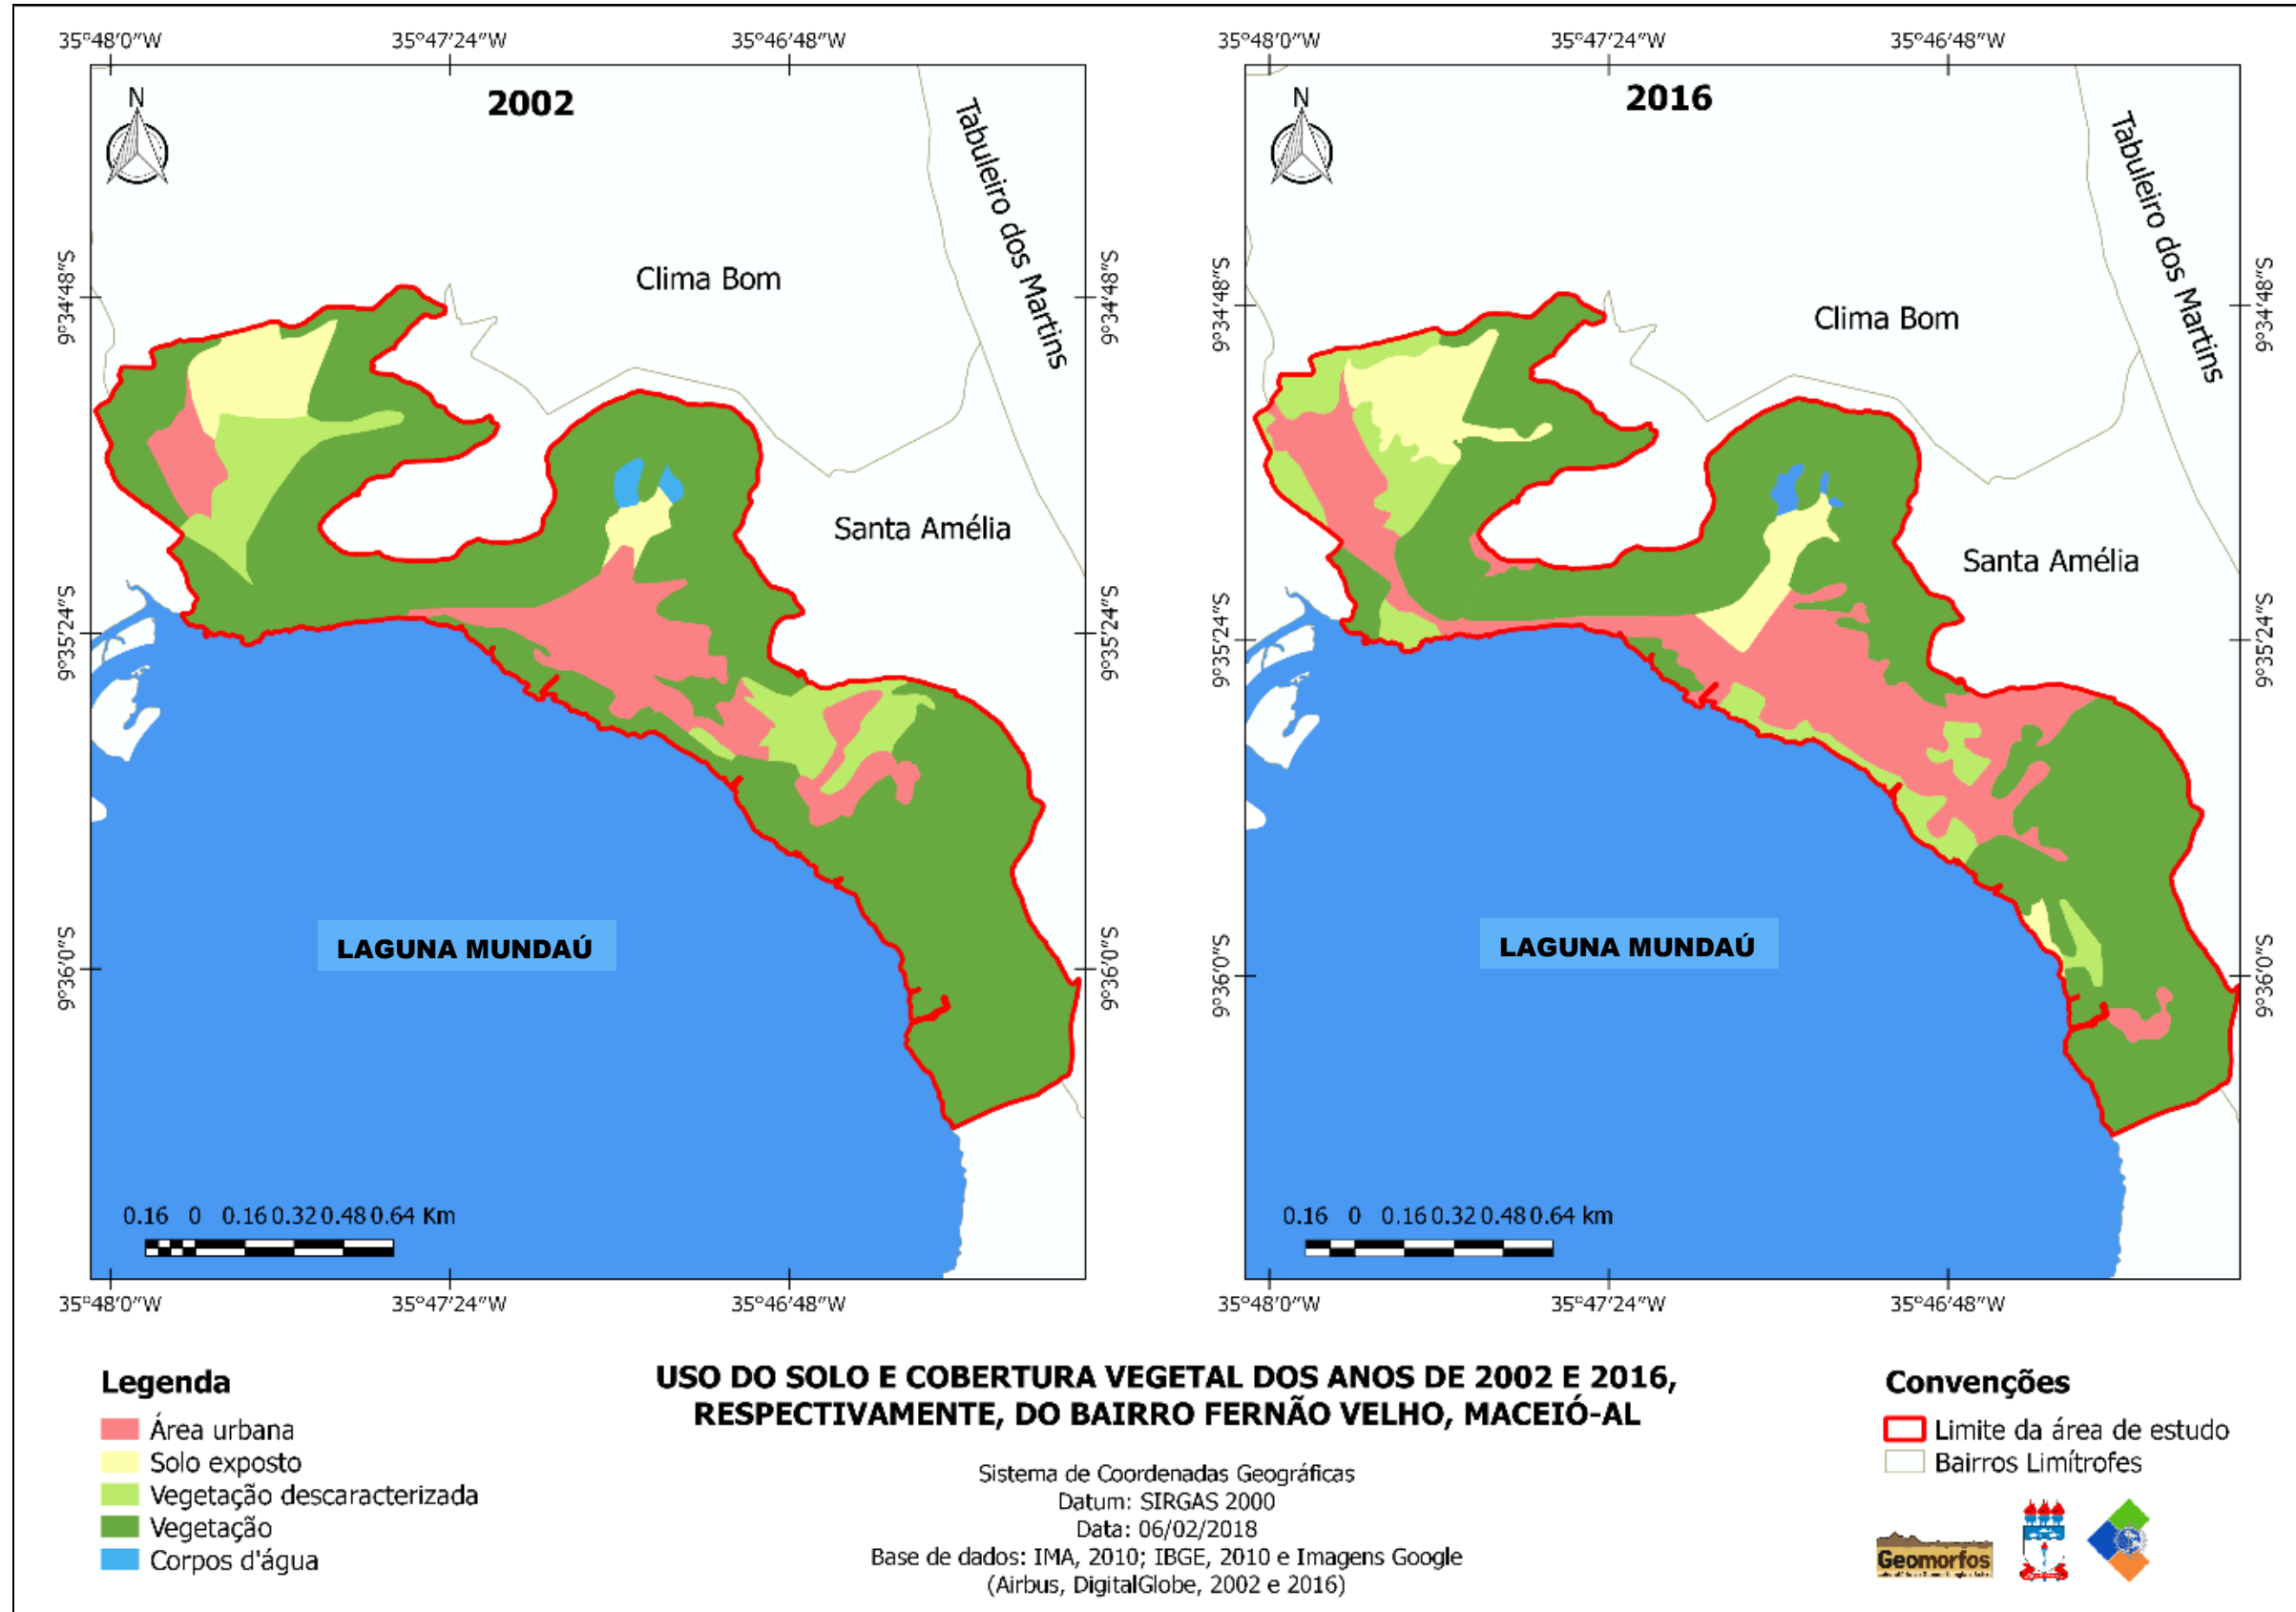 35°48'0"W 35°47'24"W 35°46'48"W
2002
N
Tabuleiro dos Martins
Clima Bom
Santa Amélia
9°34'48"S
9°35'24"S
9°36'0"S
9°34'48"S
9°35'24"S
9°36'0"S
LAGUNA MUNDAÚ
0.16 0 0.16 0.32 0.48 0.64 Km
35°48'0"W 35°47'24"W 35°46'48"W
35°48'0"W 35°47'24"W 35°46'48"W
2016
N
Tabuleiro dos Martins
Clima Bom
Santa Amélia
9°34'48"S
9°35'24"S
9°36'0"S
9°34'48"S
9°35'24"S
9°36'0"S
LAGUNA MUNDAÚ
0.16 0 0.16 0.32 0.48 0.64 km
35°48'0"W 35°47'24"W 35°46'48"W
Legenda
Área urbana
Solo exposto
Vegetação descaracterizada
Vegetação
Corpos d'água
USO DO SOLO E COBERTURA VEGETAL DOS ANOS DE 2002 E 2016,
RESPECTIVAMENTE, DO BAIRRO FERNÃO VELHO, MACEIÓ-AL
Sistema de Coordenadas Geográficas
Datum: SIRGAS 2000
Data: 06/02/2018
Base de dados: IMA, 2010; IBGE, 2010 e Imagens Google
(Airbus, DigitalGlobe, 2002 e 2016)
Convenções
Limite da área de estudo
Bairros Limítrofes
Geomorfos